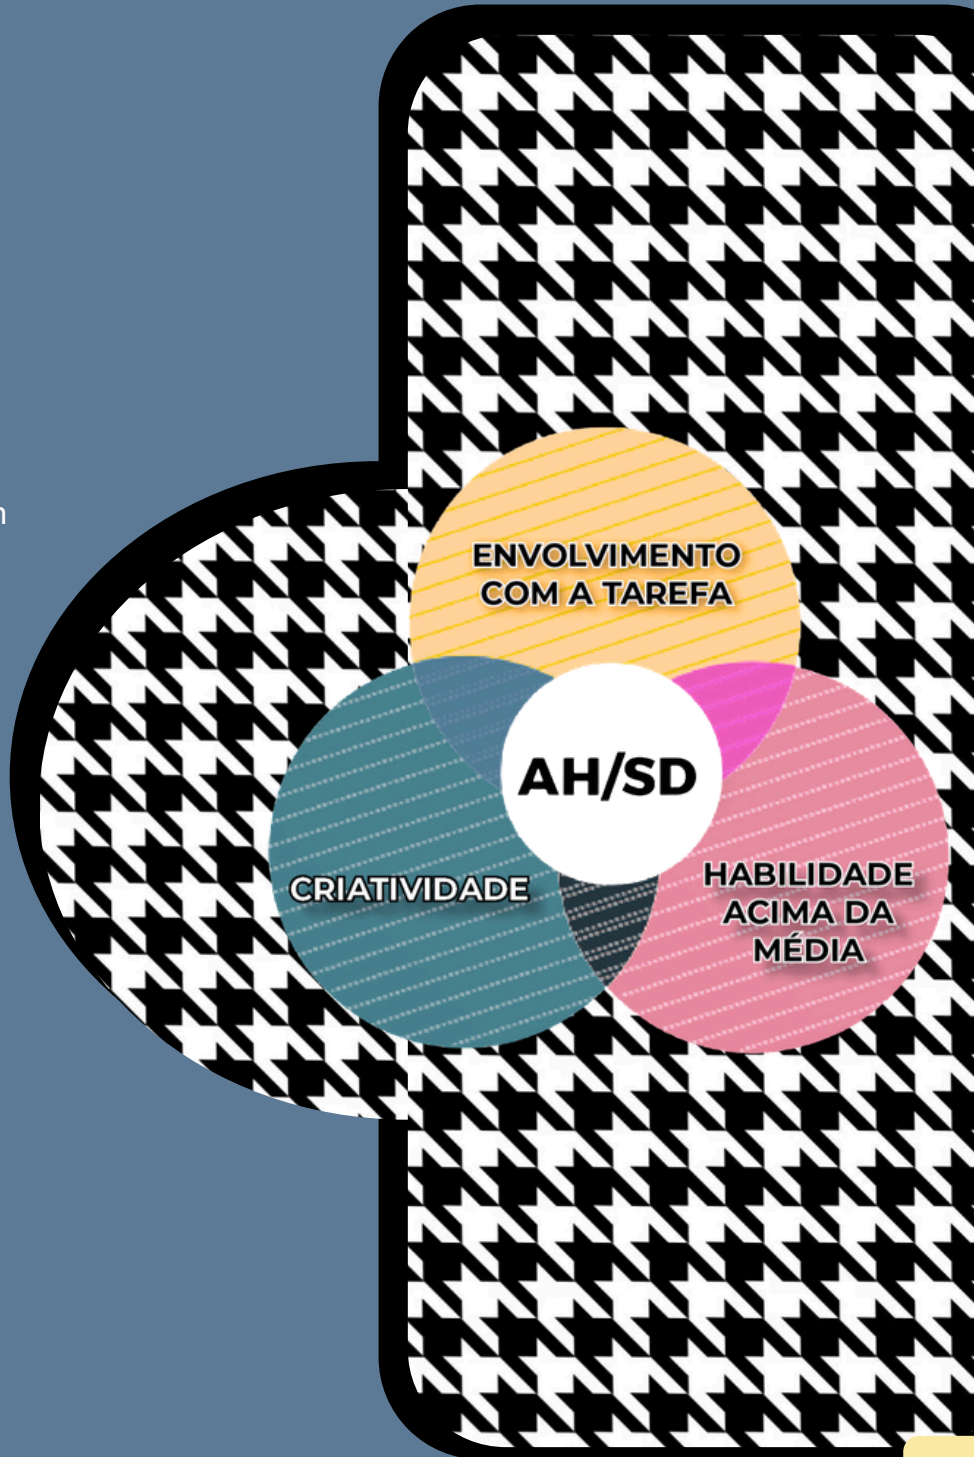 ENVOLVIMENTO
COM A TAREFA
AH/SD
CRIATIVIDADE
HABILIDADE
ACIMA DA
MÉDIA